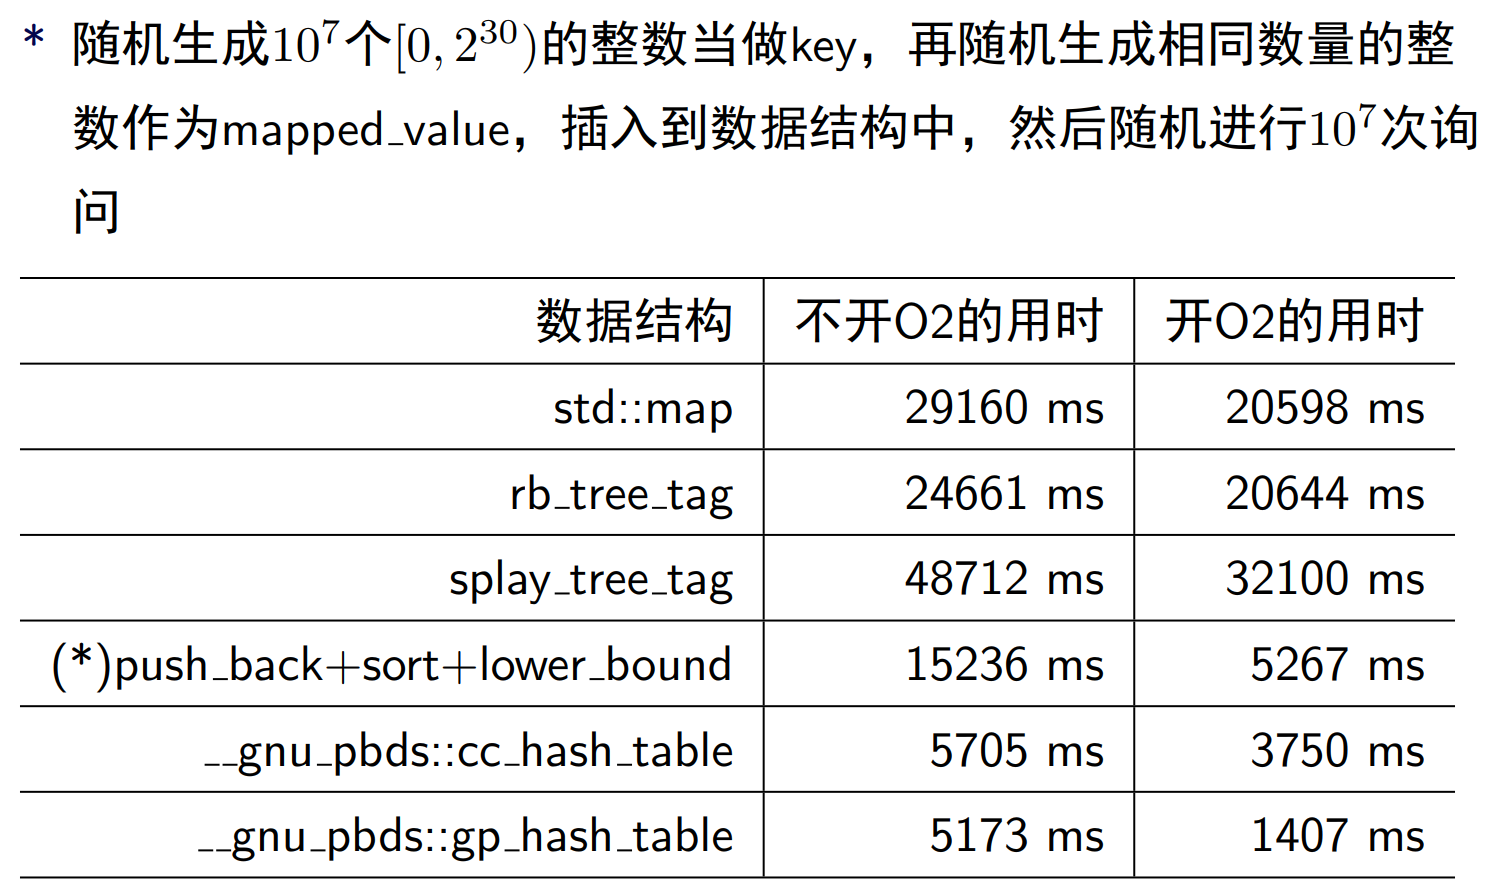 * 随机生成10^7个[0, 2^30)的整数当做key，再随机生成相同数量的整
数作为mapped_value，插入到数据结构中，然后随机进行10^7次询
问
数据结构 不开O2的用时 开O2的用时
std::map 29160 ms 20598 ms
rb_tree_tag 24661 ms 20644 ms
splay_tree_tag 48712 ms 32100 ms
(*)push_back+sort+lower_bound 15236 ms 5267 ms
__gnu_pbds::cc_hash_table 5705 ms 3750 ms
__gnu_pbds::gp_hash_table 5173 ms 1407 ms